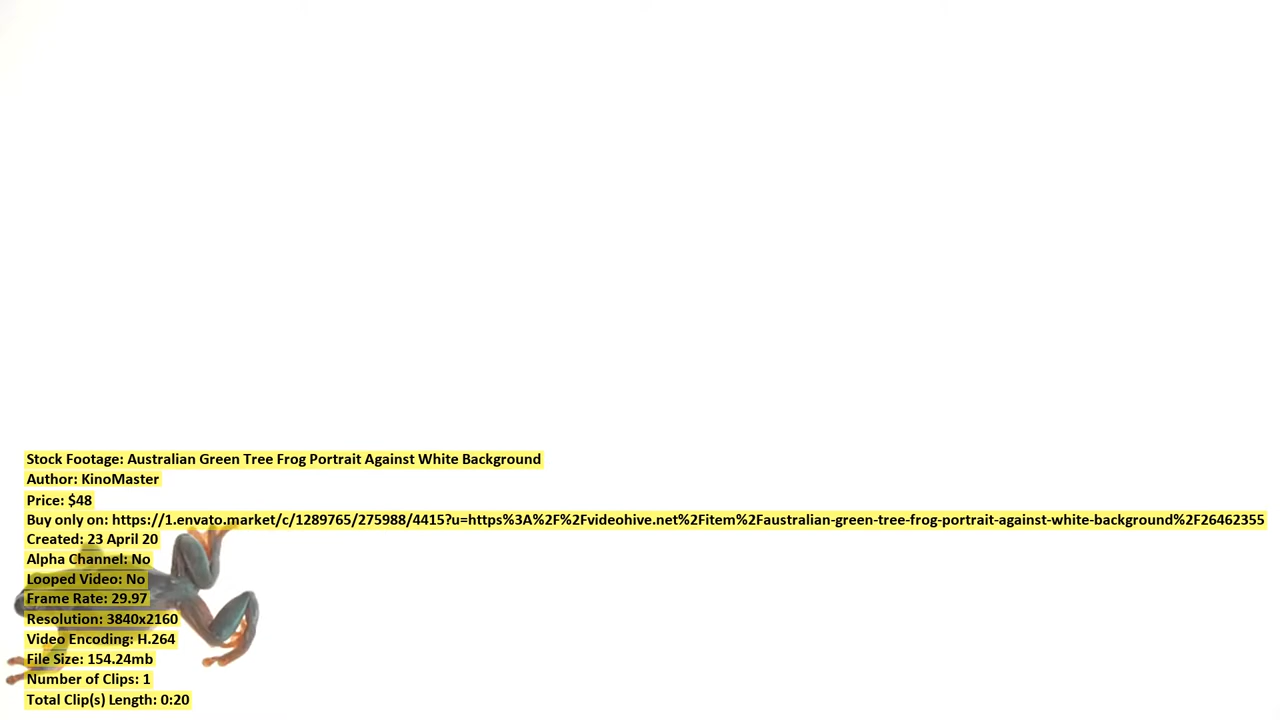 Stock Footage: Australian Green Tree Frog Portrait Against White Background
Author: KinoMaster
Price: $48
Buy only on: https://1.envato.market/c/1289765/275988/4415?u=https%3A%2F%2Fvideohive.net%2Fitem%2Faustralian-green-tree-frog-portrait-against-white-background%2F26462355
Created: 23 April 20
Alpha Channel: No
Looped Video: No
Frame Rate: 29.97
Resolution: 3840x2160
Video Encoding: H.264
File Size: 154.24mb
Number of Clips: 1
Total Clip(s) Length: 0:20